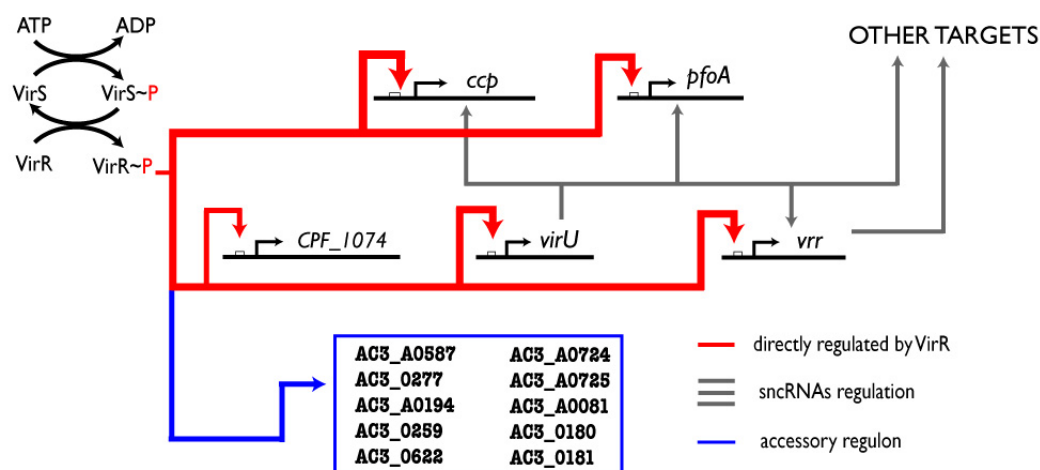 ATP ADP
OTHER TARGETS
VirS VirS~P
ccp
pfoA
VirR VirR~P
CPF_1074
virU
vrr
AC3_A0587 AC3_A0724
AC3_0277 AC3_A0725
AC3_A0194 AC3_A0081
AC3_0259 AC3_0180
AC3_0622 AC3_0181
directly regulated by VirR
sncRNAs regulation
accessory regulon